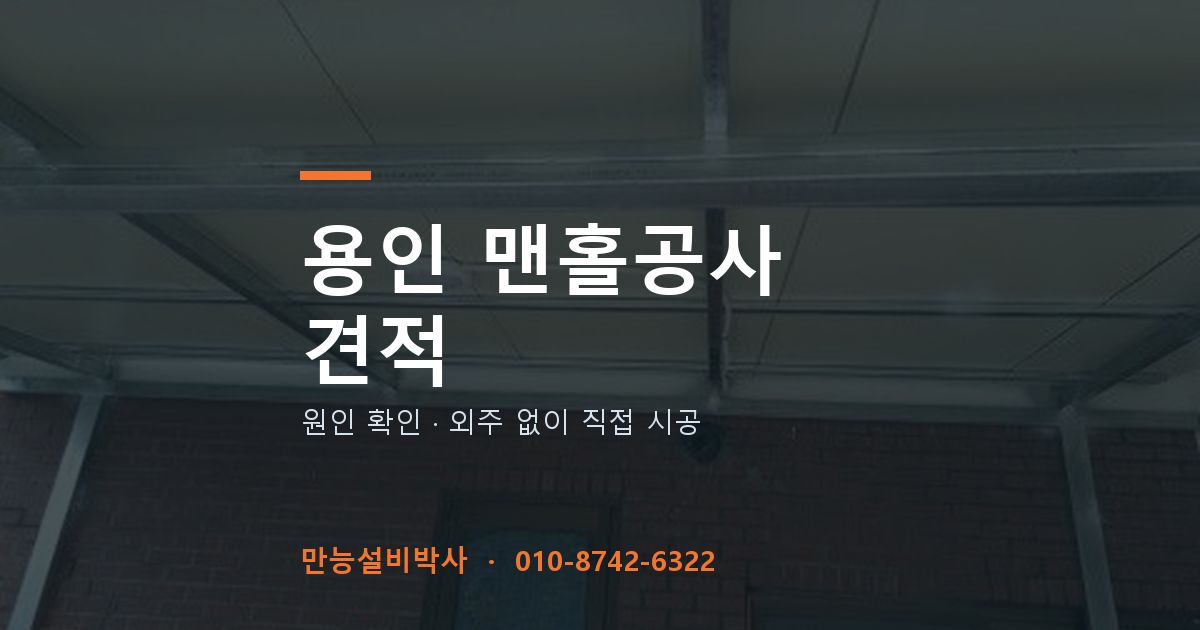 용인 맨홀공사
견적
원인 확인 · 외주 없이 직접 시공
만능설비박사 · 010-8742-6322